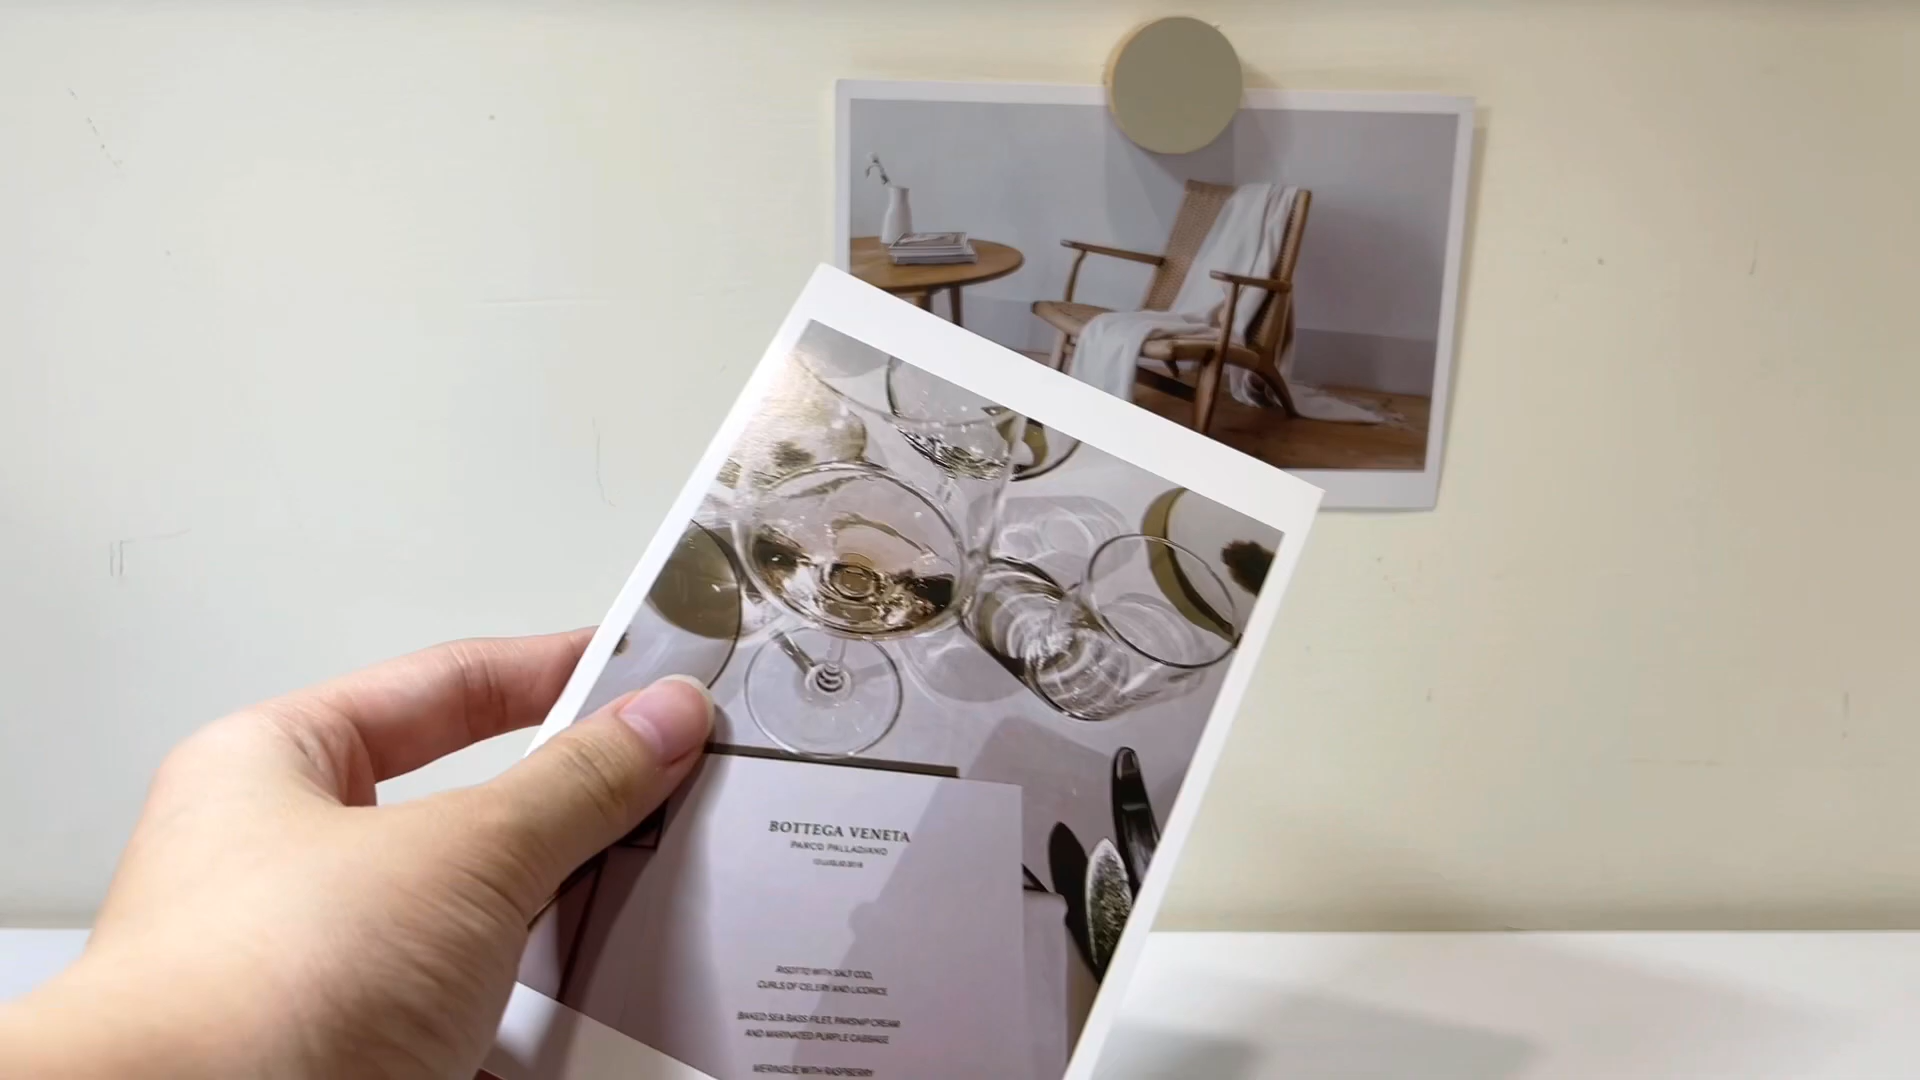 BOTTEGA VENETA
PARCO PALLADIANO
RISOTTO WITH SALT COD,
CURLS OF CELERY AND LICORICE
BAKED SEA BASS FILET, PARSNIP CREAM
AND MARINATED PURPLE CABBAGE
MERINGUE WITH RASPBERRY